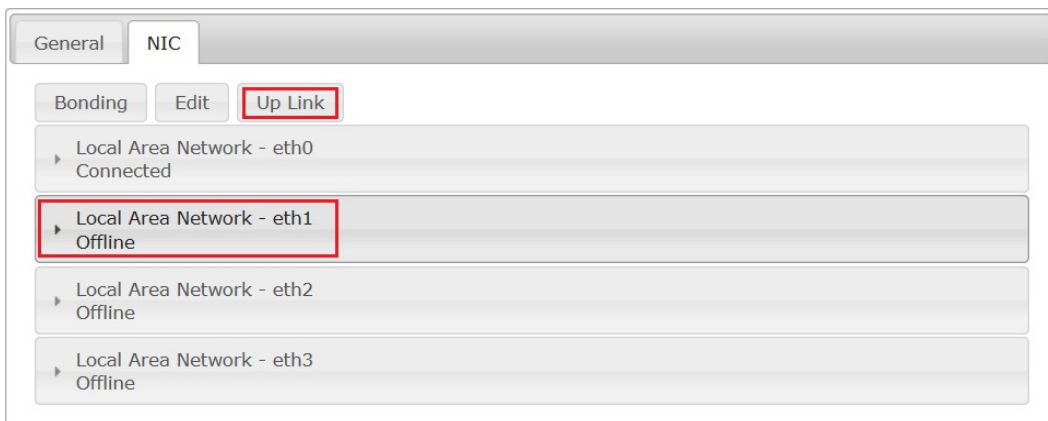 General NIC
Bonding Edit Up Link
Local Area Network - eth0
Connected
Local Area Network - eth1
Offline
Local Area Network - eth2
Offline
Local Area Network - eth3
Offline